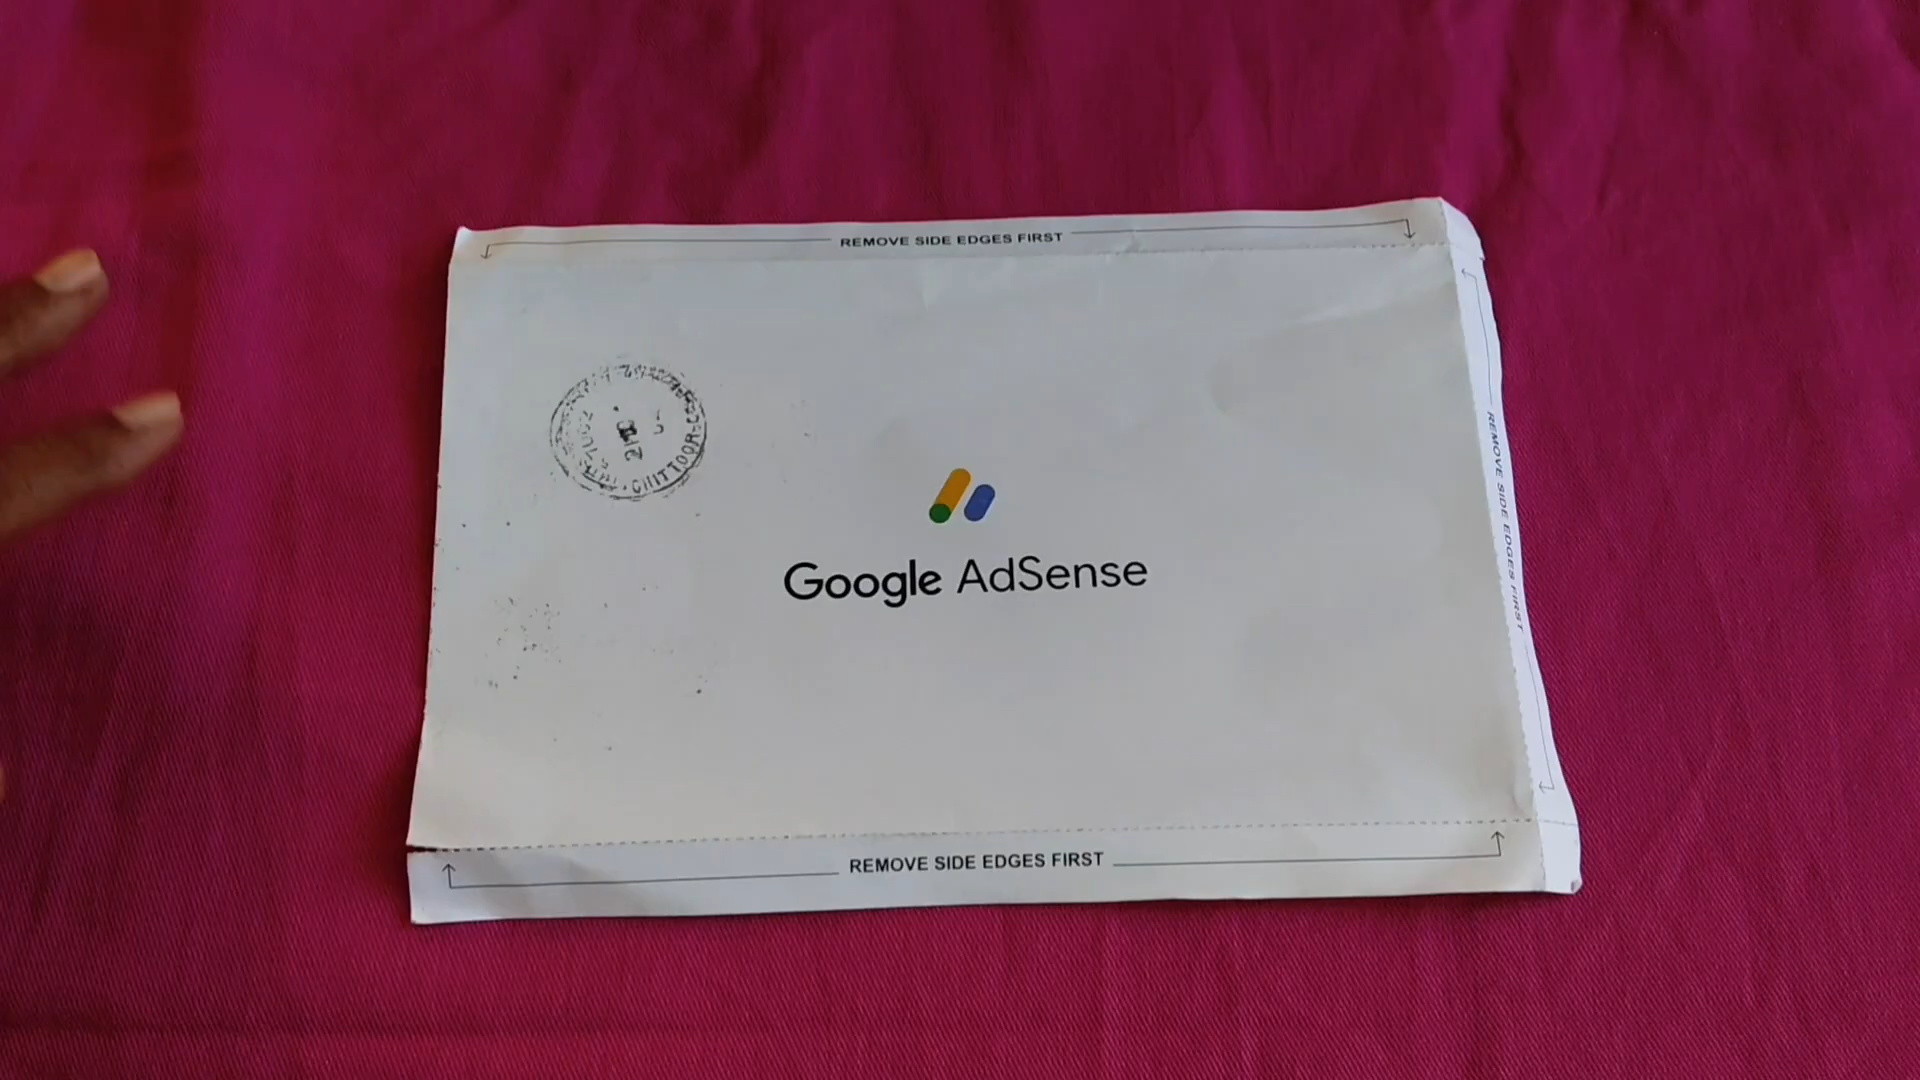 REMOVE SIDE EDGES FIRST
CHITTOOR
Google AdSense
REMOVE SIDE EDGES FIRST
REMOVE SIDE EDGES FIRST